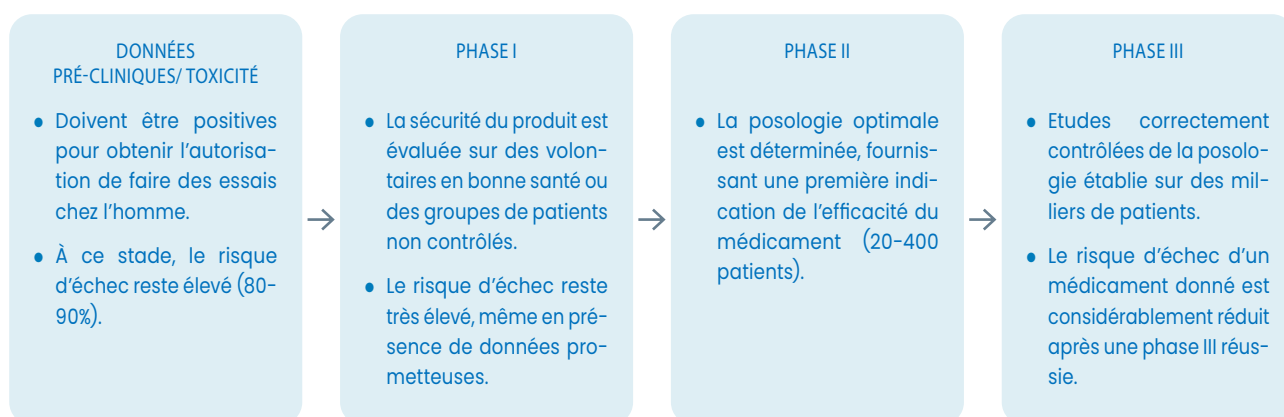 DONNÉES
PRÉ-CLINIQUES/ TOXICITÉ
• Doivent être positives
pour obtenir l'autorisa-
tion de faire des essais
chez l'homme.
• À ce stade, le risque
d'échec reste élevé (80-
90%).
PHASE I
• La sécurité du produit est
évaluée sur des volon-
taires en bonne santé ou
des groupes de patients
non contrôlés.
• Le risque d'échec reste
très élevé, même en pré-
sence de données pro-
metteuses.
PHASE II
• La posologie optimale
est déterminée, fournis-
sant une première indi-
cation de l'efficacité du
médicament (20-400
patients).
PHASE III
• Etudes correctement
contrôlées de la posolo-
gie établie sur des mil-
liers de patients.
• Le risque d'échec d'un
médicament donné est
considérablement réduit
après une phase III réus-
sie.